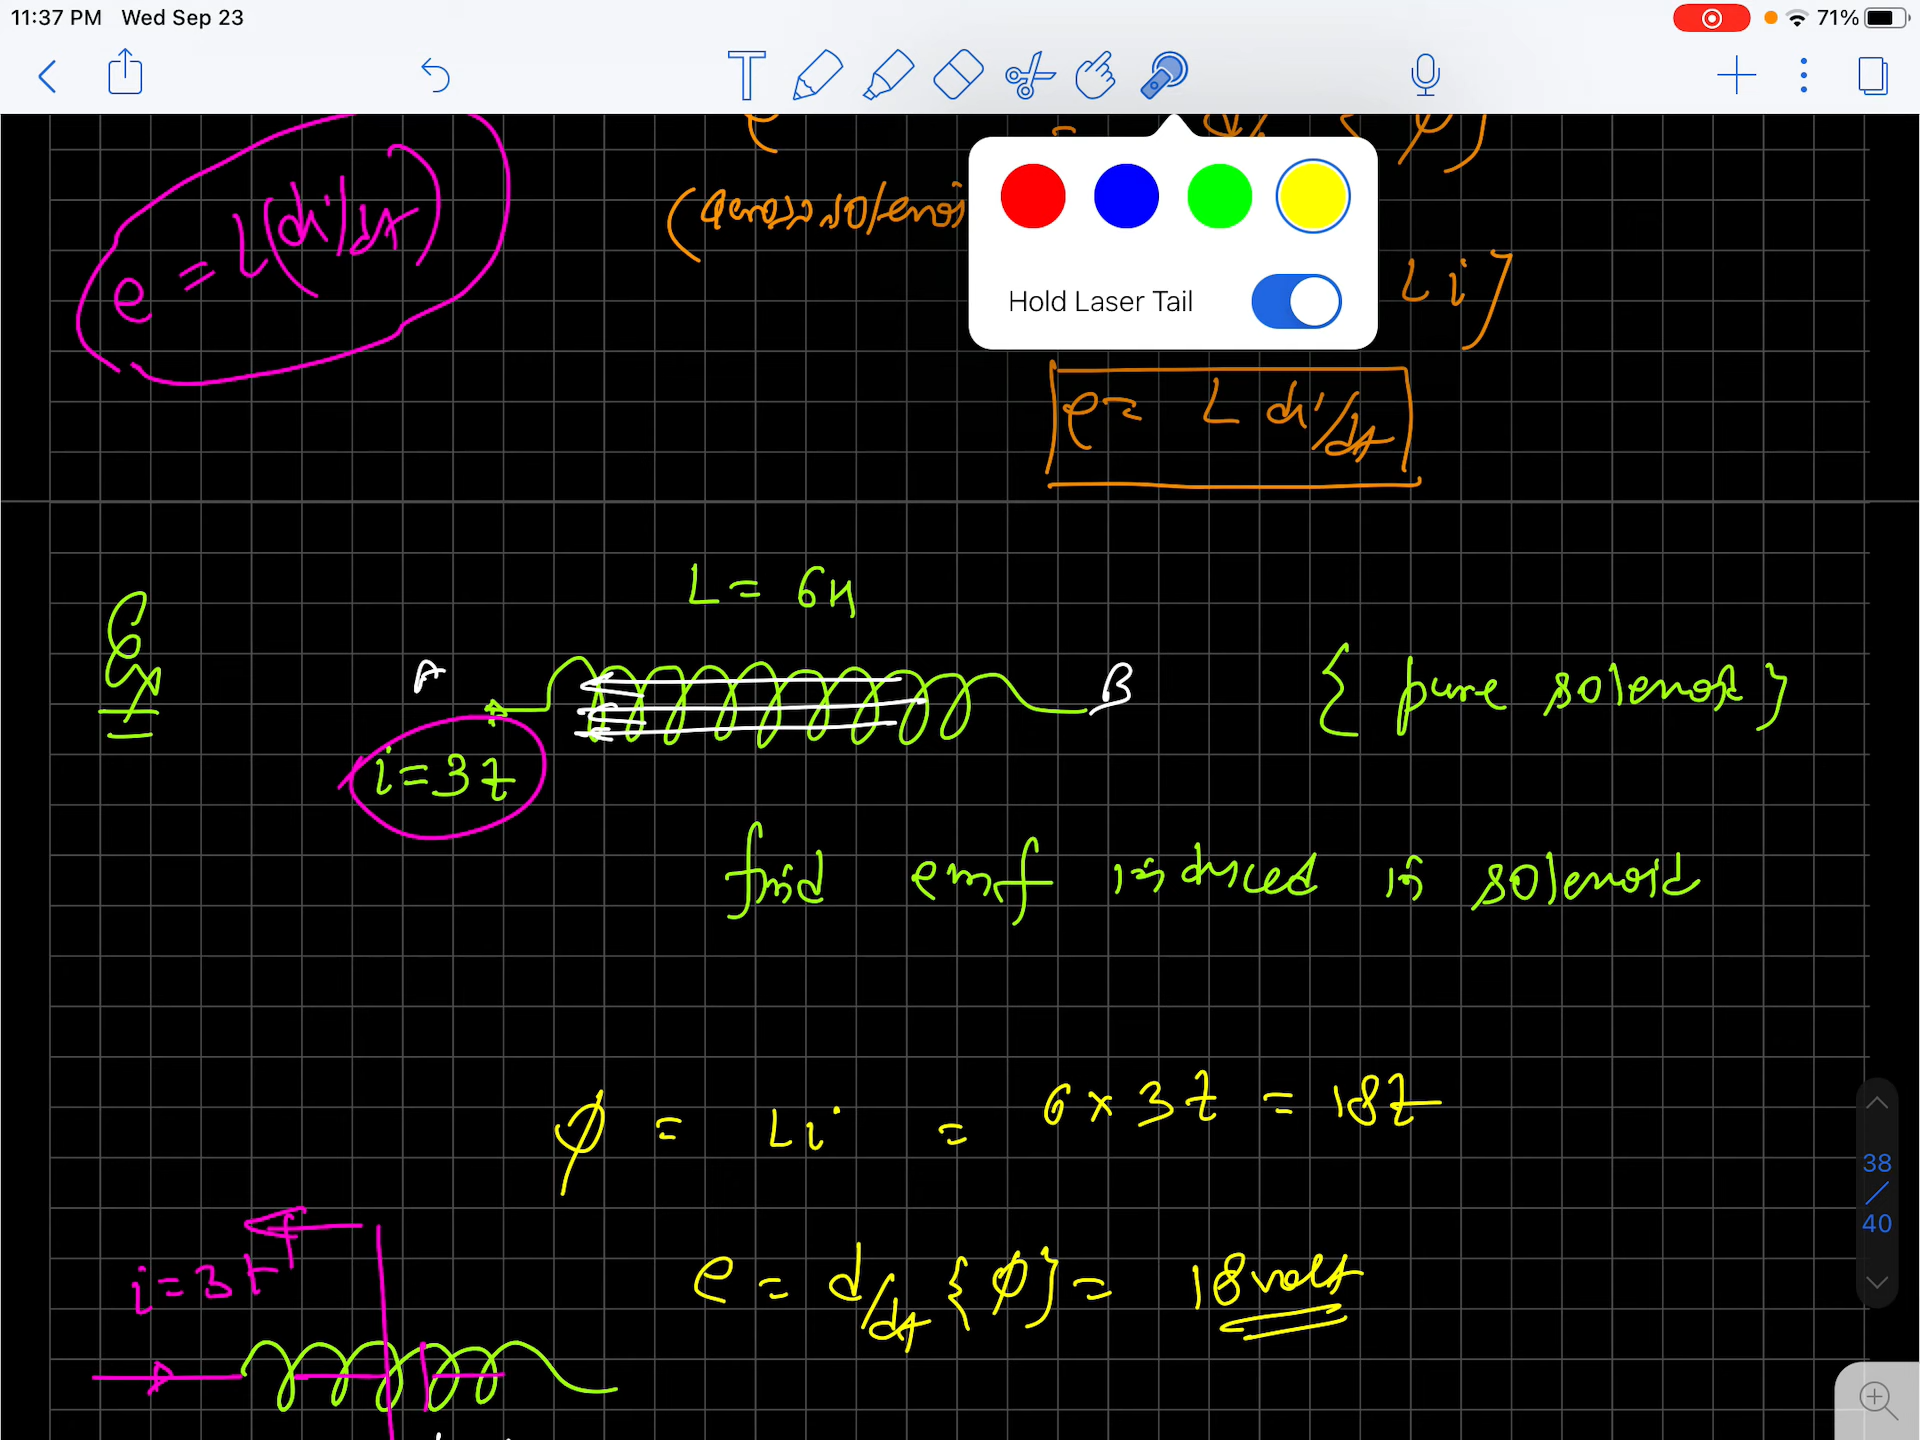 11:37 PM Wed Sep 23
71%
T
e = L(di/dt)
e =
(across solenoi
Li}
Hold Laser Tail
e = L di/dt
L = 6H
Ex
A
B
{ pure solenoid }
i = 3t
find emf induced in solenoid
φ = Li = 6 × 3t = 18t
38
/
40
i = 3t
e = d/dt {φ} = 18 volt